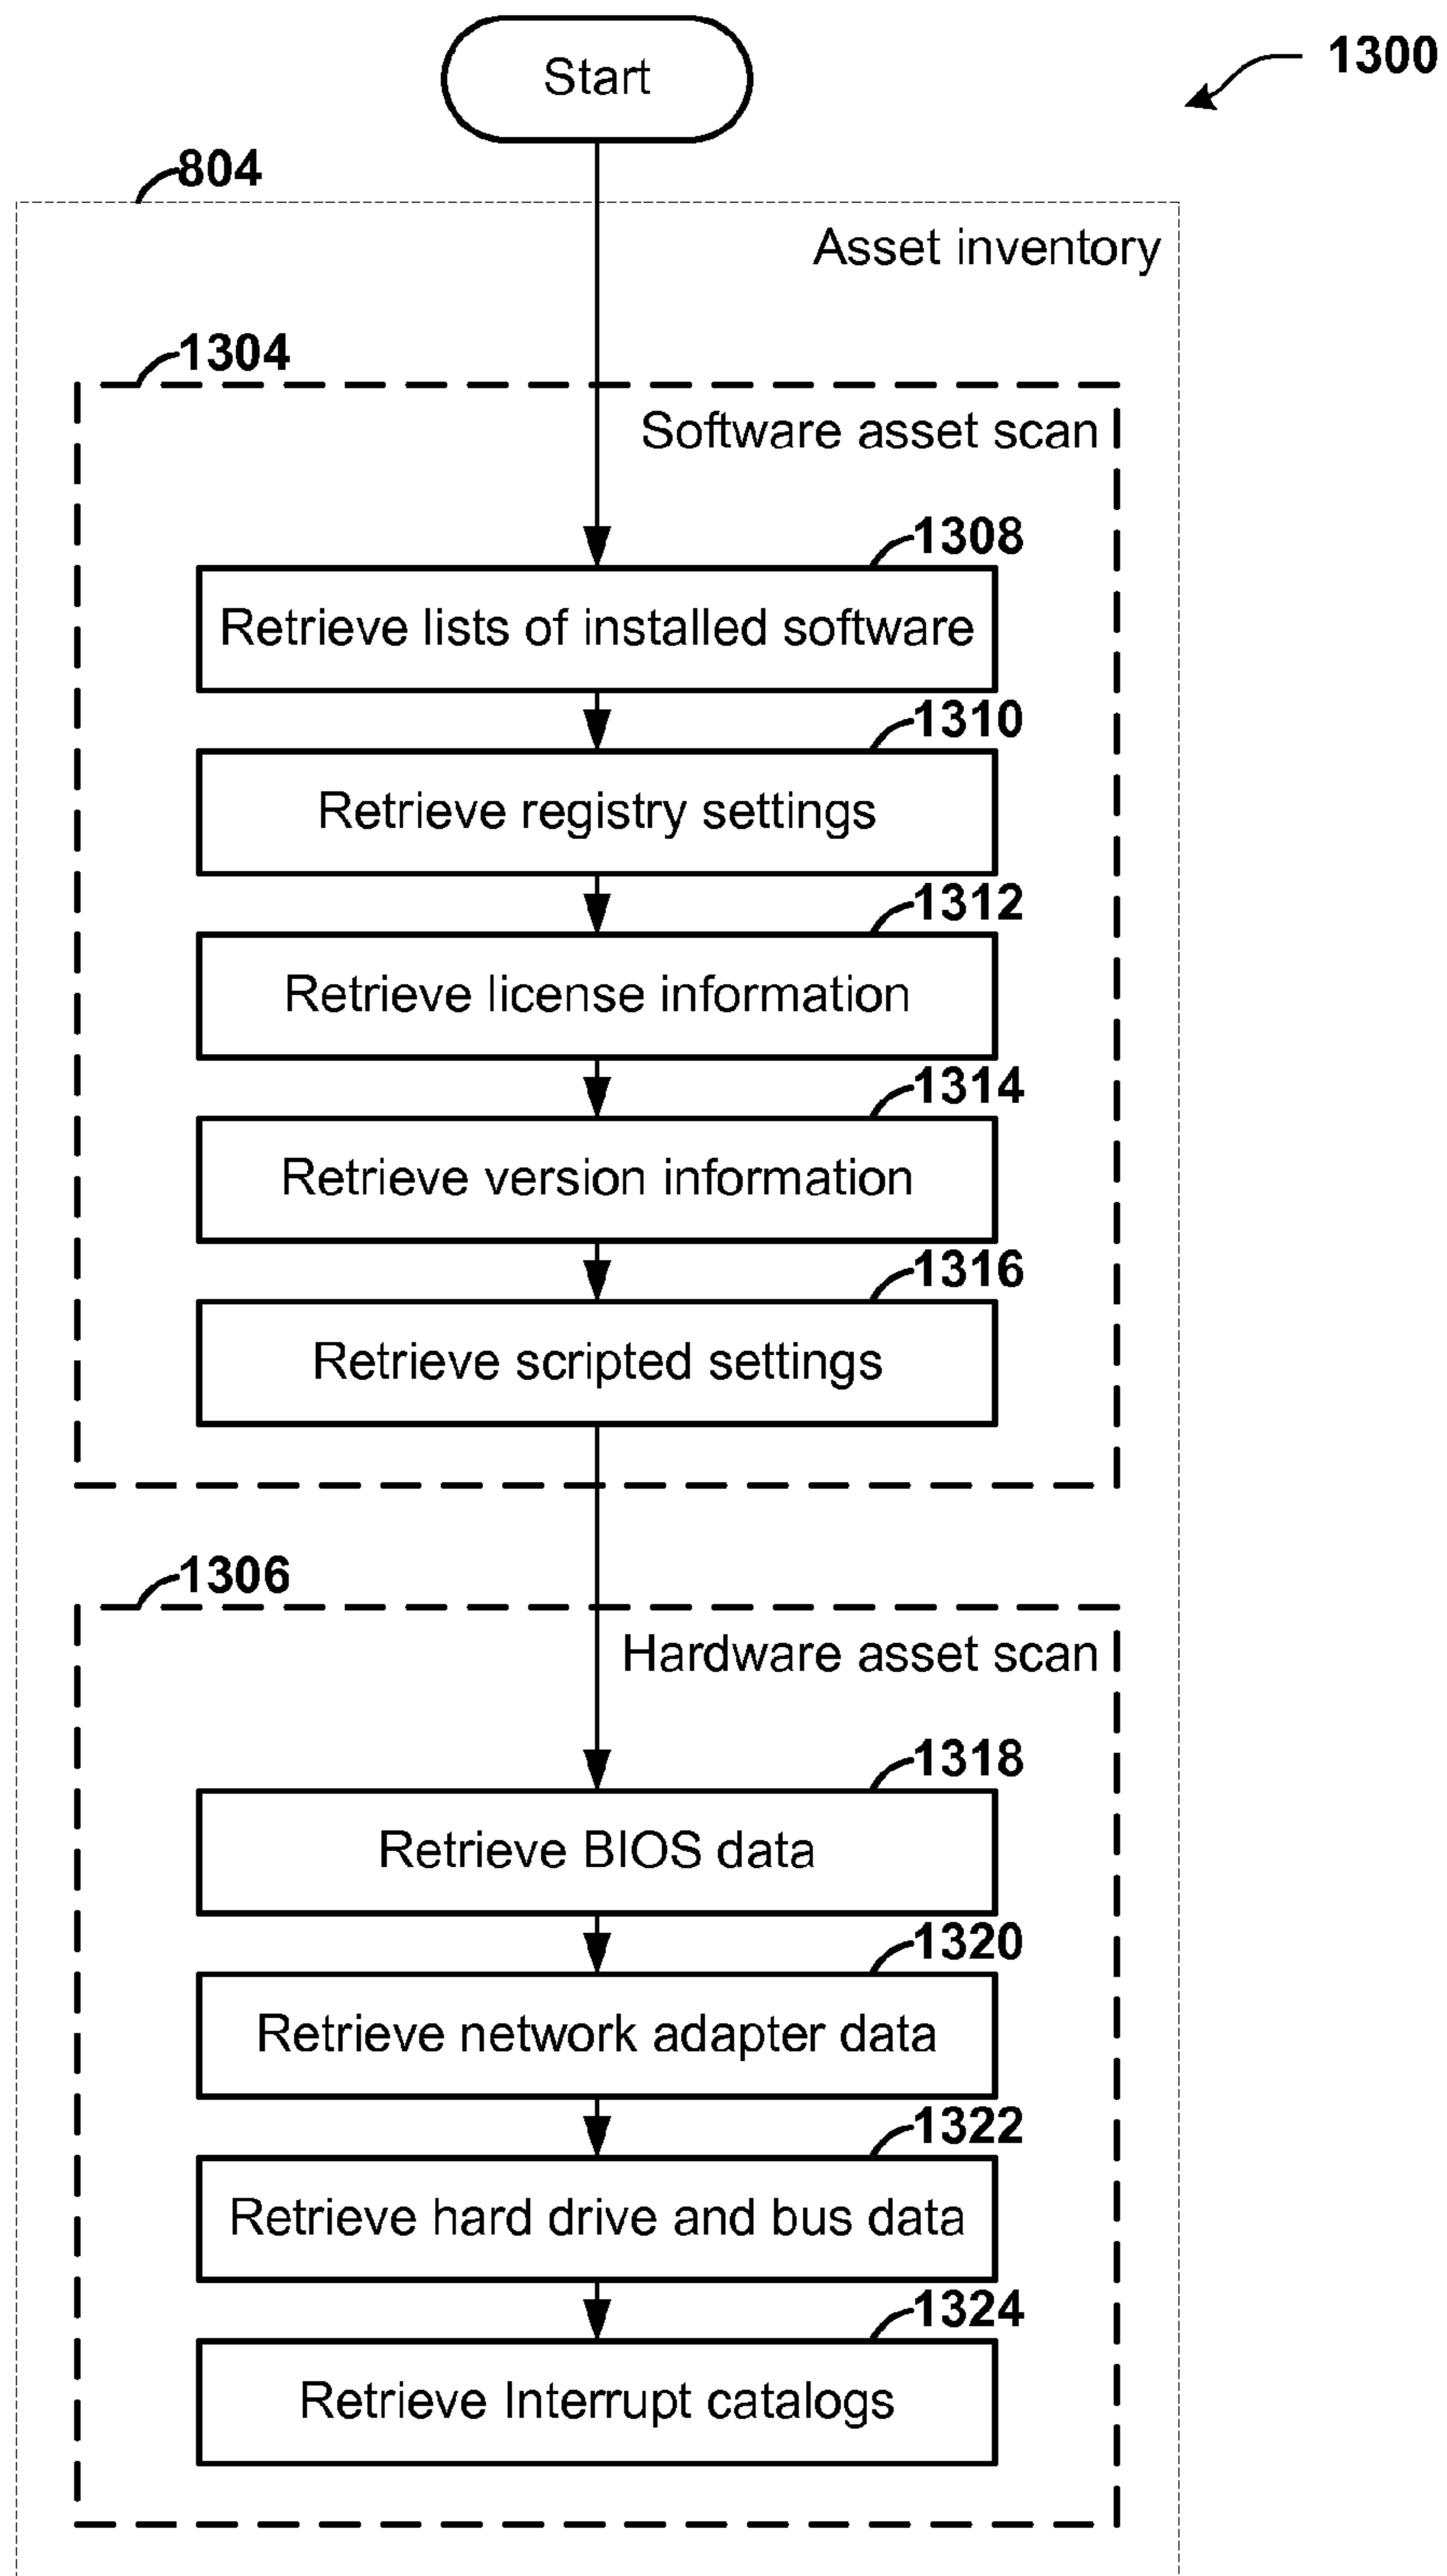 Start
1300
804
Asset inventory
1304
Software asset scan
1308
Retrieve lists of installed software
1310
Retrieve registry settings
1312
Retrieve license information
1314
Retrieve version information
1316
Retrieve scripted settings
1306
Hardware asset scan
1318
Retrieve BIOS data
1320
Retrieve network adapter data
1322
Retrieve hard drive and bus data
1324
Retrieve Interrupt catalogs